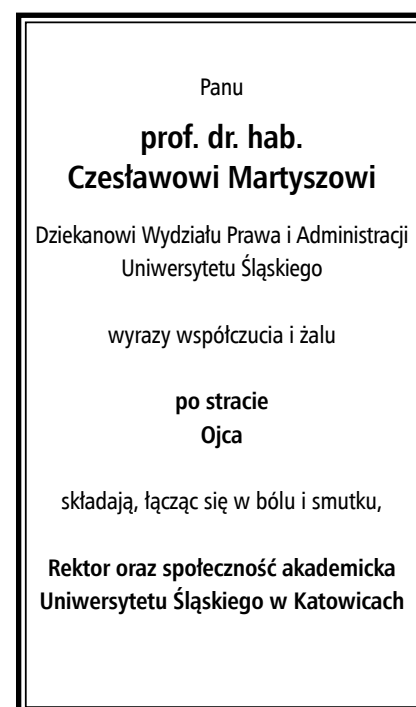 Panu
prof. dr. hab.
Czesławowi Martyszowi
Dziekanowi Wydziału Prawa i Administracji
Uniwersytetu Śląskiego
wyrazy współczucia i żalu
po stracie
Ojca
składają, łącząc się w bólu i smutku,
Rektor oraz społeczność akademicka
Uniwersytetu Śląskiego w Katowicach